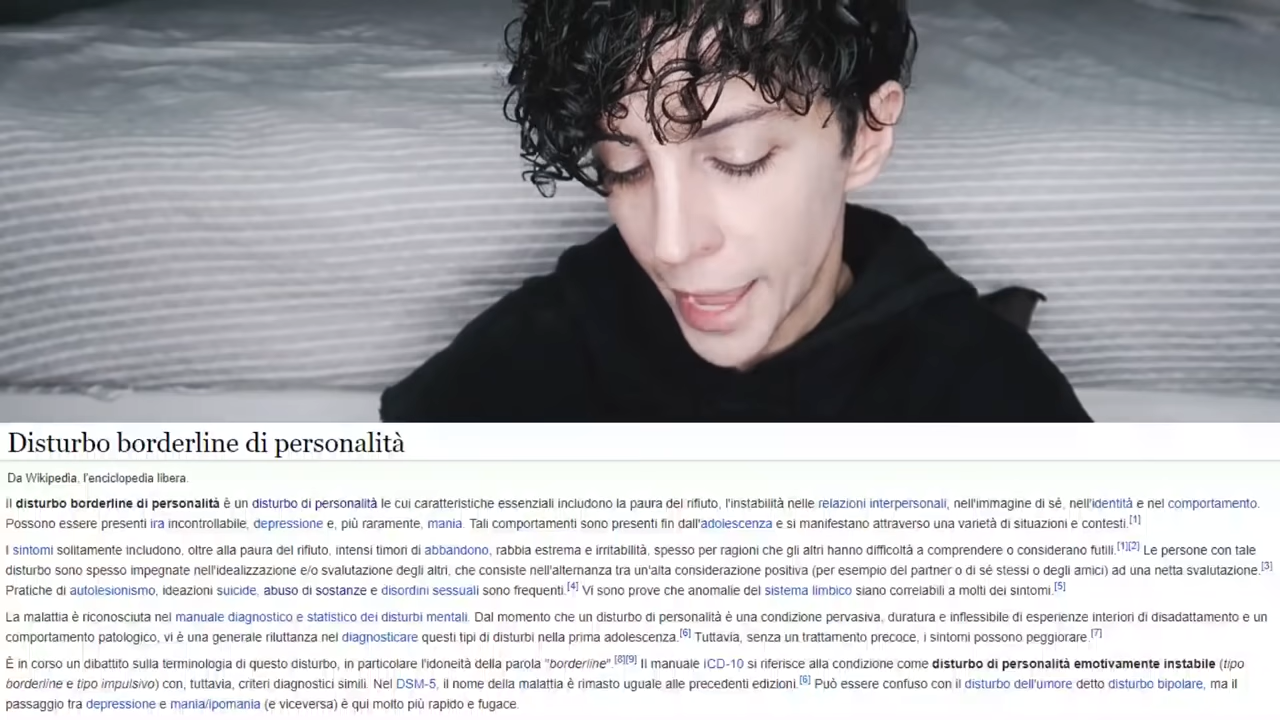 Disturbo borderline di personalità
Da Wikipedia, l'enciclopedia libera.
Il disturbo borderline di personalità è un disturbo di personalità le cui caratteristiche essenziali includono la paura del rifiuto, l'instabilità nelle relazioni interpersonali, nell'immagine di sé, nell'identità e nel comportamento.
Possono essere presenti ira incontrollabile, depressione e, più raramente, mania. Tali comportamenti sono presenti fin dall'adolescenza e si manifestano attraverso una varietà di situazioni e contesti.[1]
I sintomi solitamente includono, oltre alla paura del rifiuto, intensi timori di abbandono, rabbia estrema e irritabilità, spesso per ragioni che gli altri hanno difficoltà a comprendere o considerano futili.[1][2] Le persone con tale
disturbo sono spesso impegnate nell'idealizzazione e/o svalutazione degli altri, che consiste nell'alternanza tra un'alta considerazione positiva (per esempio del partner o di sé stessi o degli amici) ad una netta svalutazione.[3]
Pratiche di autolesionismo, ideazioni suicide, abuso di sostanze e disordini sessuali sono frequenti.[4] Vi sono prove che anomalie del sistema limbico siano correlabili a molti dei sintomi.[5]
La malattia è riconosciuta nel manuale diagnostico e statistico dei disturbi mentali. Dal momento che un disturbo di personalità è una condizione pervasiva, duratura e inflessibile di esperienze interiori di disadattamento e un
comportamento patologico, vi è una generale riluttanza nel diagnosticare questi tipi di disturbi nella prima adolescenza.[6] Tuttavia, senza un trattamento precoce, i sintomi possono peggiorare.[7]
È in corso un dibattito sulla terminologia di questo disturbo, in particolare l'idoneità della parola "borderline".[8][9] Il manuale ICD-10 si riferisce alla condizione come disturbo di personalità emotivamente instabile (tipo
borderline e tipo impulsivo) con, tuttavia, criteri diagnostici simili. Nel DSM-5, il nome della malattia è rimasto uguale alle precedenti edizioni.[6] Può essere confuso con il disturbo dell'umore detto disturbo bipolare, ma il
passaggio tra depressione e mania/ipomania (e viceversa) è qui molto più rapido e fugace.